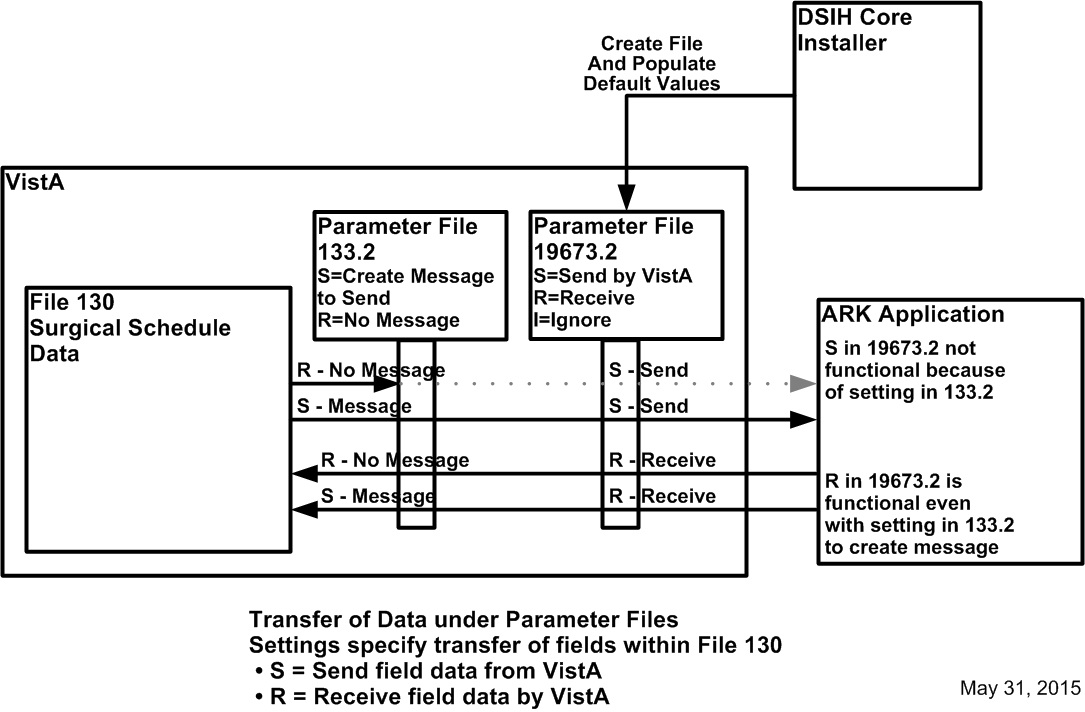 DSIH Core
Installer
Create File
And Populate
Default Values
VistA
Parameter File
133.2
S=Create Message
to Send
R=No Message
Parameter File
19673.2
S=Send by VistA
R=Receive
I=Ignore
File 130
Surgical Schedule
Data
ARK Application
S in 19673.2 not
functional because
of setting in 133.2
R - No Message
S - Send
S - Message
S - Send
R - No Message
R - Receive
S - Message
R - Receive
R in 19673.2 is
functional even
with setting in 133.2
to create message
Transfer of Data under Parameter Files
Settings specify transfer of fields within File 130
• S = Send field data from VistA
• R = Receive field data by VistA
May 31, 2015